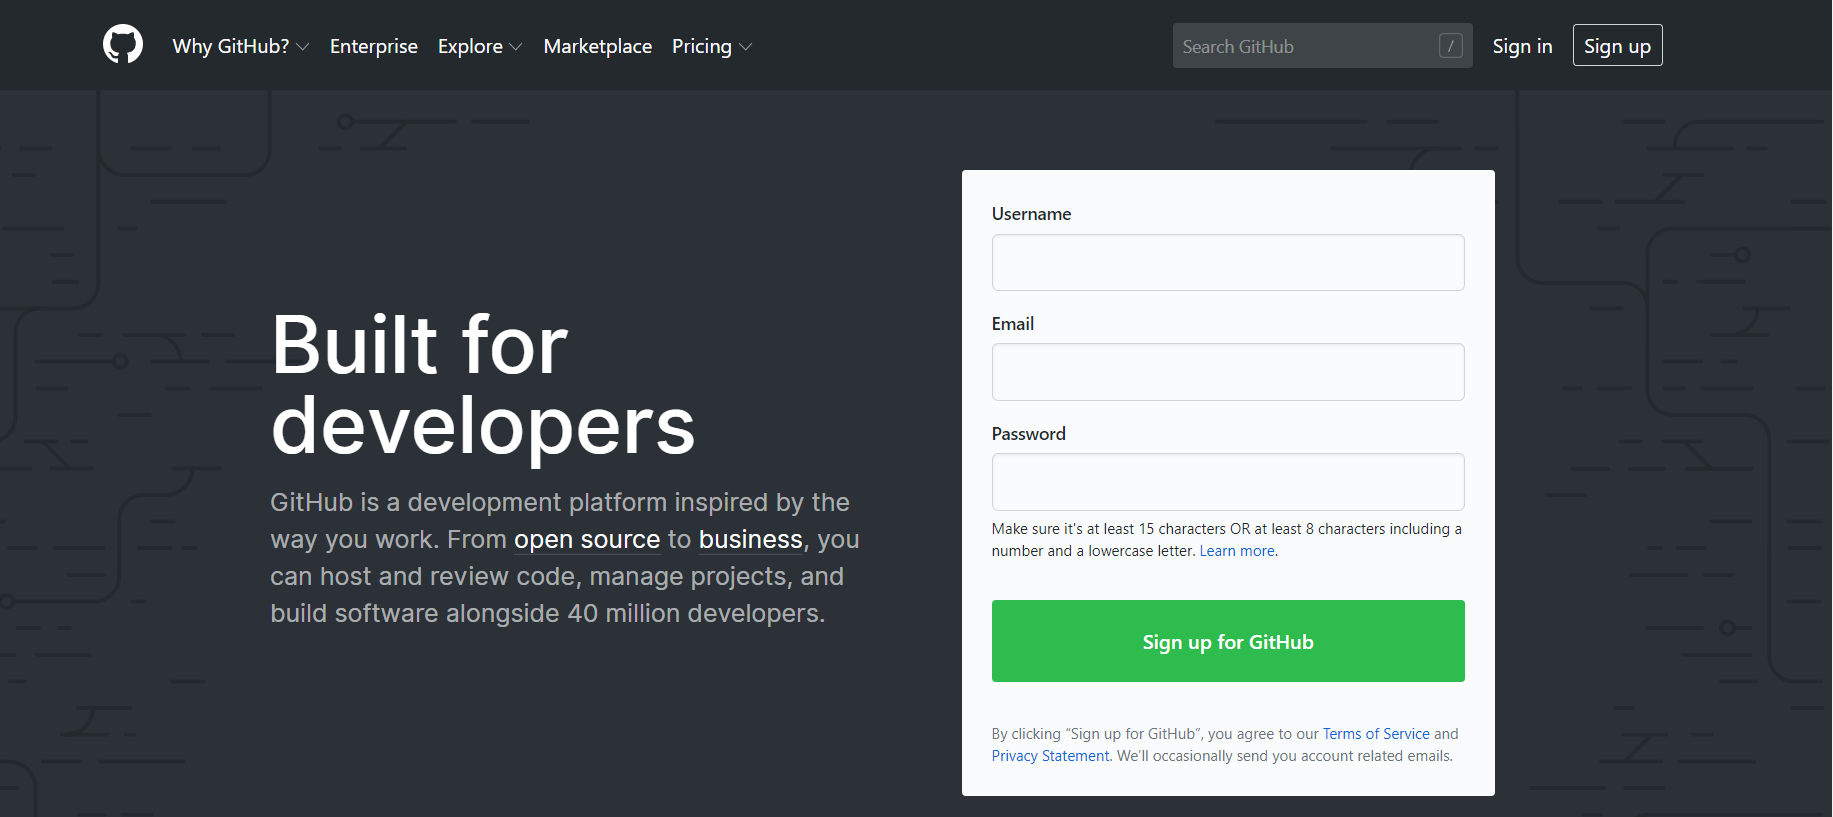 Why GitHub? Enterprise Explore Marketplace Pricing Search GitHub / Sign in Sign up
Built for
developers
GitHub is a development platform inspired by the
way you work. From open source to business, you
can host and review code, manage projects, and
build software alongside 40 million developers.
Username
Email
Password
Make sure it's at least 15 characters OR at least 8 characters including a
number and a lowercase letter. Learn more.
Sign up for GitHub
By clicking “Sign up for GitHub”, you agree to our Terms of Service and
Privacy Statement. We’ll occasionally send you account related emails.